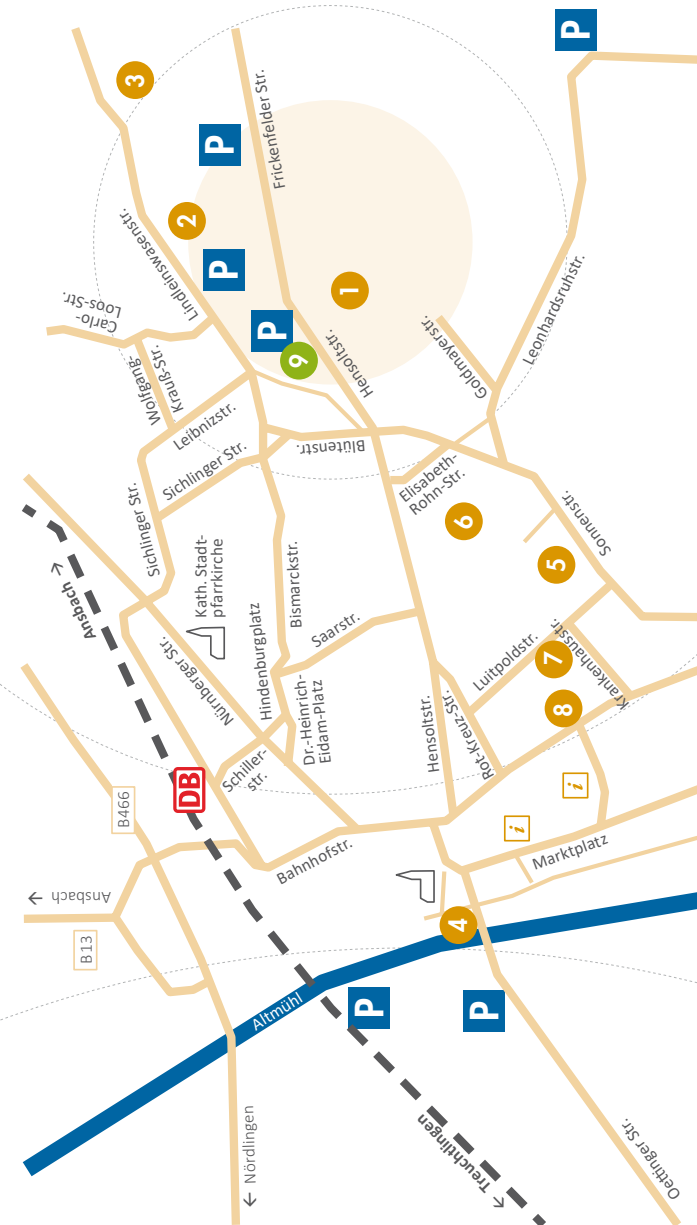 P
3
Frickenfelder Str.
P
Lindleinswasenstr.
2
P
1
Carlo-
Loos-Str.
P
9
Hensoltstr.
Goldmayerstr.
Leonhardsruhstr.
Wolfgang-
Krauß-Str.
Leibnizstr.
Sichlinger Str.
Blütenstr.
Elisabeth-
Rohn-Str.
Sichlinger Str.
6
Sonnenstr.
5
Ansbach
Kath. Stadt-
pfarrkirche
Bismarckstr.
Saarstr.
Nürnberger Str.
Hindenburgplatz
Luitpoldstr.
7
Krankenhausstr.
8
Dr.-Heinrich-
Eidam-Platz
Schiller-
str.
Hensoltstr.
Rot-Kreuz-Str.
DB
B466
i
i
Bahnhofstr.
Marktplatz
Ansbach
B13
4
Altmühl
P
P
Nördlingen
Treuchtlingen
Oettinger Str.